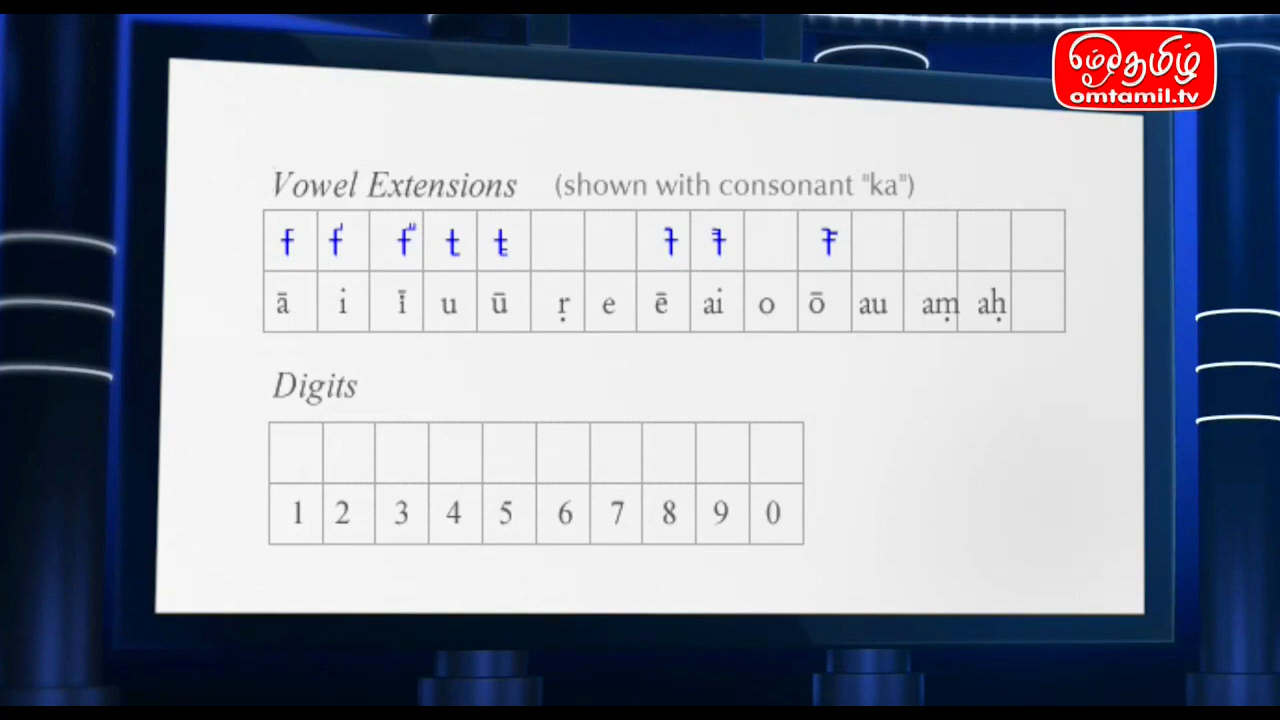 ஓம்தமிழ்
omtamil.tv
Vowel Extensions (shown with consonant "ka")
𑀓𑀸 𑀓𑀺 𑀓𑀻 𑀓𑀼 𑀓𑀽 𑀓𑁂 𑀓𑁃 𑀓𑁄
ā i ī u ū ṛ e ē ai o ō au aṃ aḥ
Digits
1 2 3 4 5 6 7 8 9 0